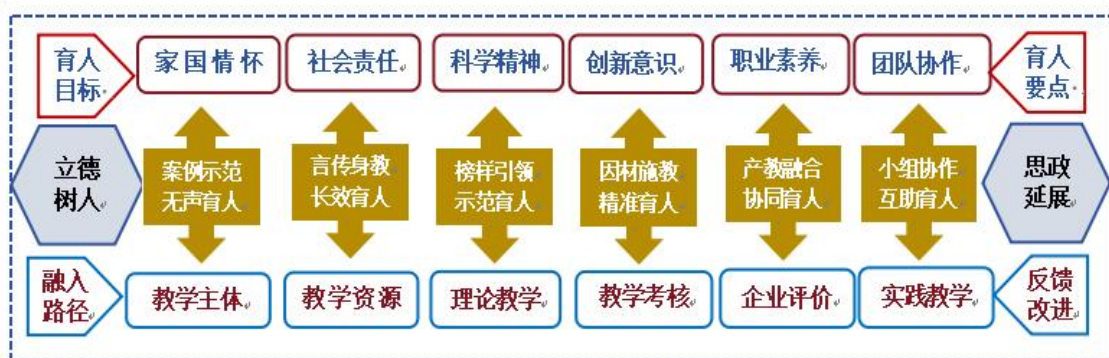 育人
目标
家国情怀
社会责任
科学精神
创新意识
职业素养
团队协作
育人
要点
立德
树人
案例示范
无声育人
言传身教
长效育人
榜样引领
示范育人
因材施教
精准育人
产教融合
协同育人
小组协作
互助育人
思政
延展
融入
路径
教学主体
教学资源
理论教学
教学考核
企业评价
实践教学
反馈
改进